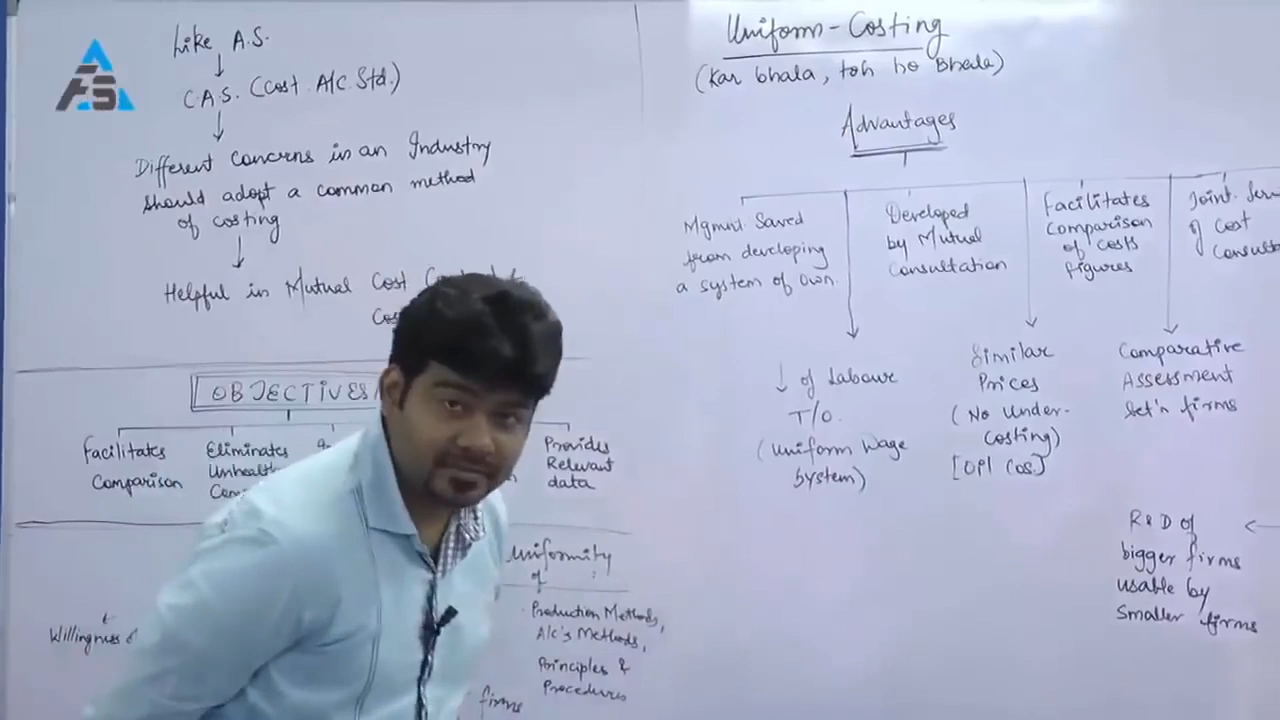 FS
Like A.S.
C.A.S. (Cost A/c Std.)
Different Concerns in an Industry
should adopt a common method
of costing
Helpful in Mutual Cost
OBJECTIVES
Facilitates
Comparison
Eliminates
Provides
Relevant
data
Uniformity
of
Production Methods,
A/c's Methods,
Principles &
Procedures
Willingness
firms
Uniform-Costing
(Kar bhala, toh ho Bhala)
Advantages
Mgmnt Saved
from developing
a system of own.
Developed
by Mutual
Consultation
Facilitates
Comparison
of costs
figures
Joint
of Cost
↓ of Labour
T/O.
(Uniform Wage
System)
Similar
Prices
(No Under-
Costing)
Comparative
Assessment
bet'n firms
R & D of
bigger firms
usable by
Smaller firms